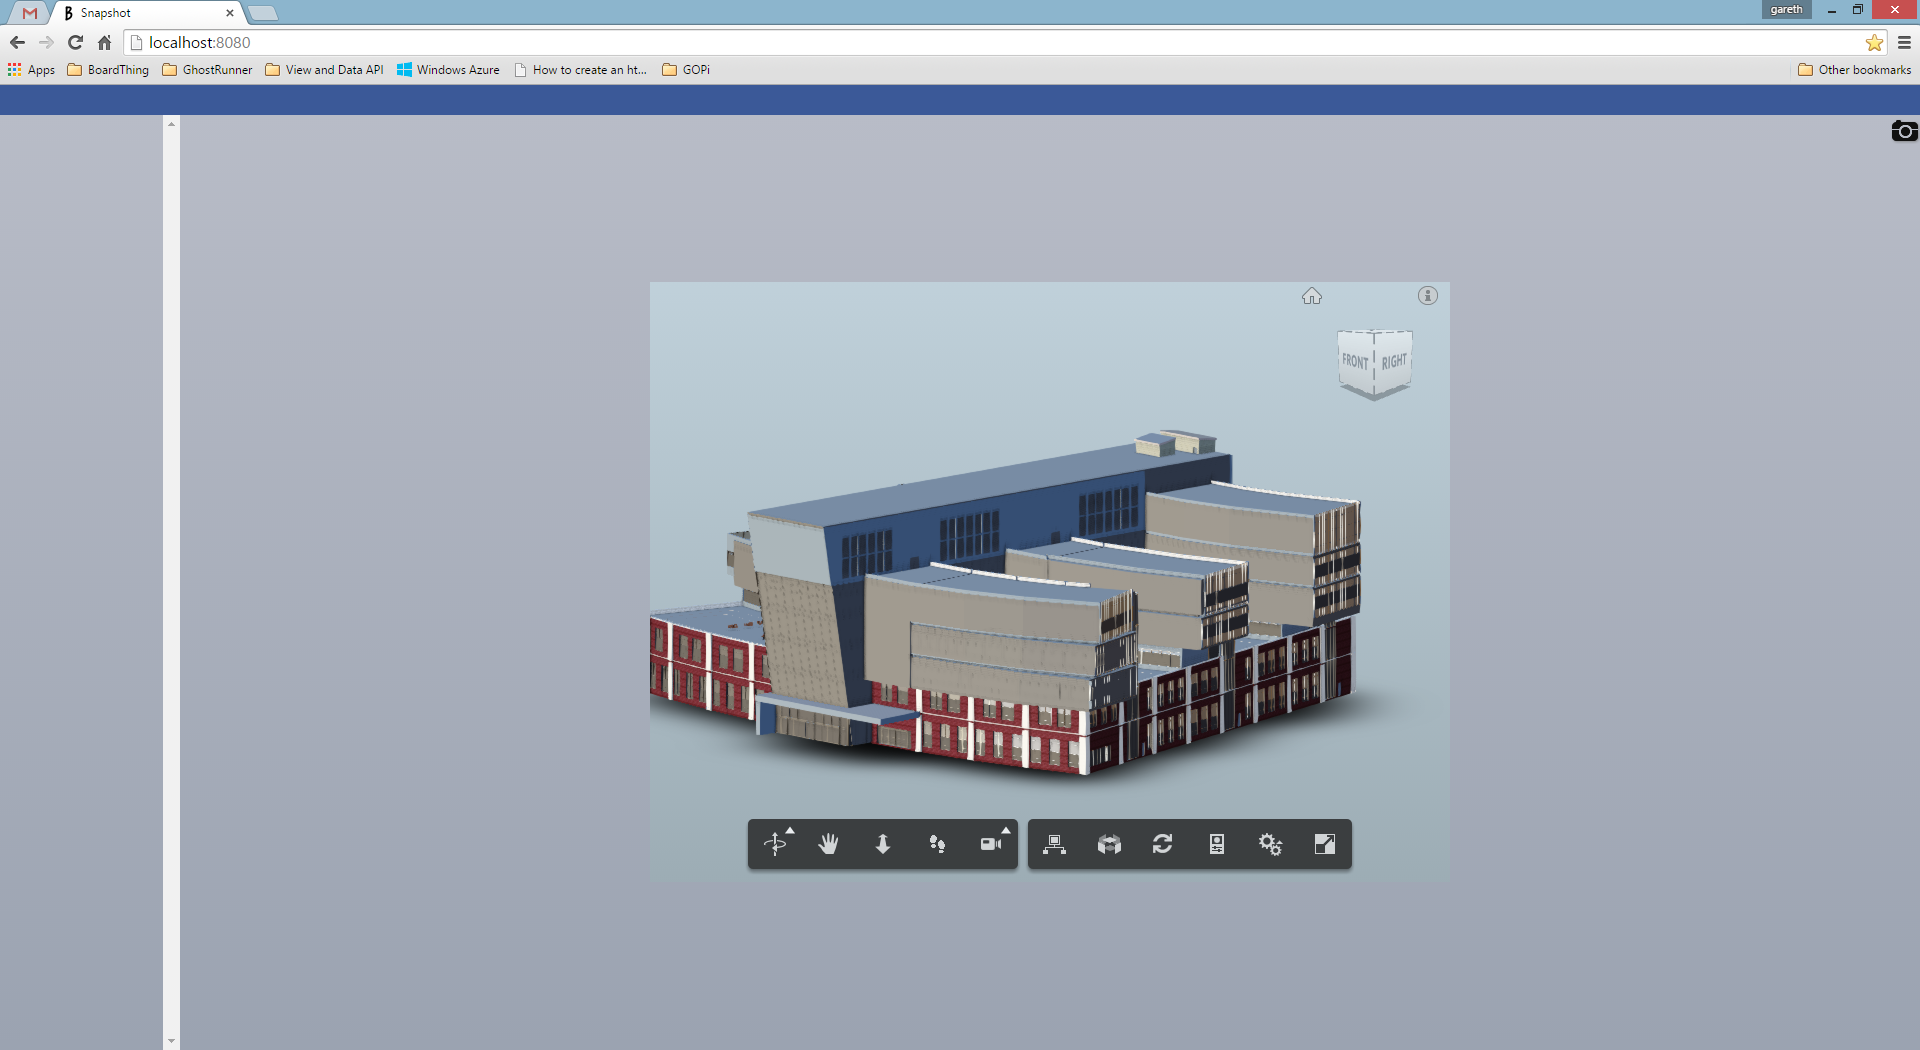 Snapshot
gareth
localhost:8080
Apps BoardThing GhostRunner View and Data API Windows Azure How to create an ht... GOPi Other bookmarks
FRONT RIGHT